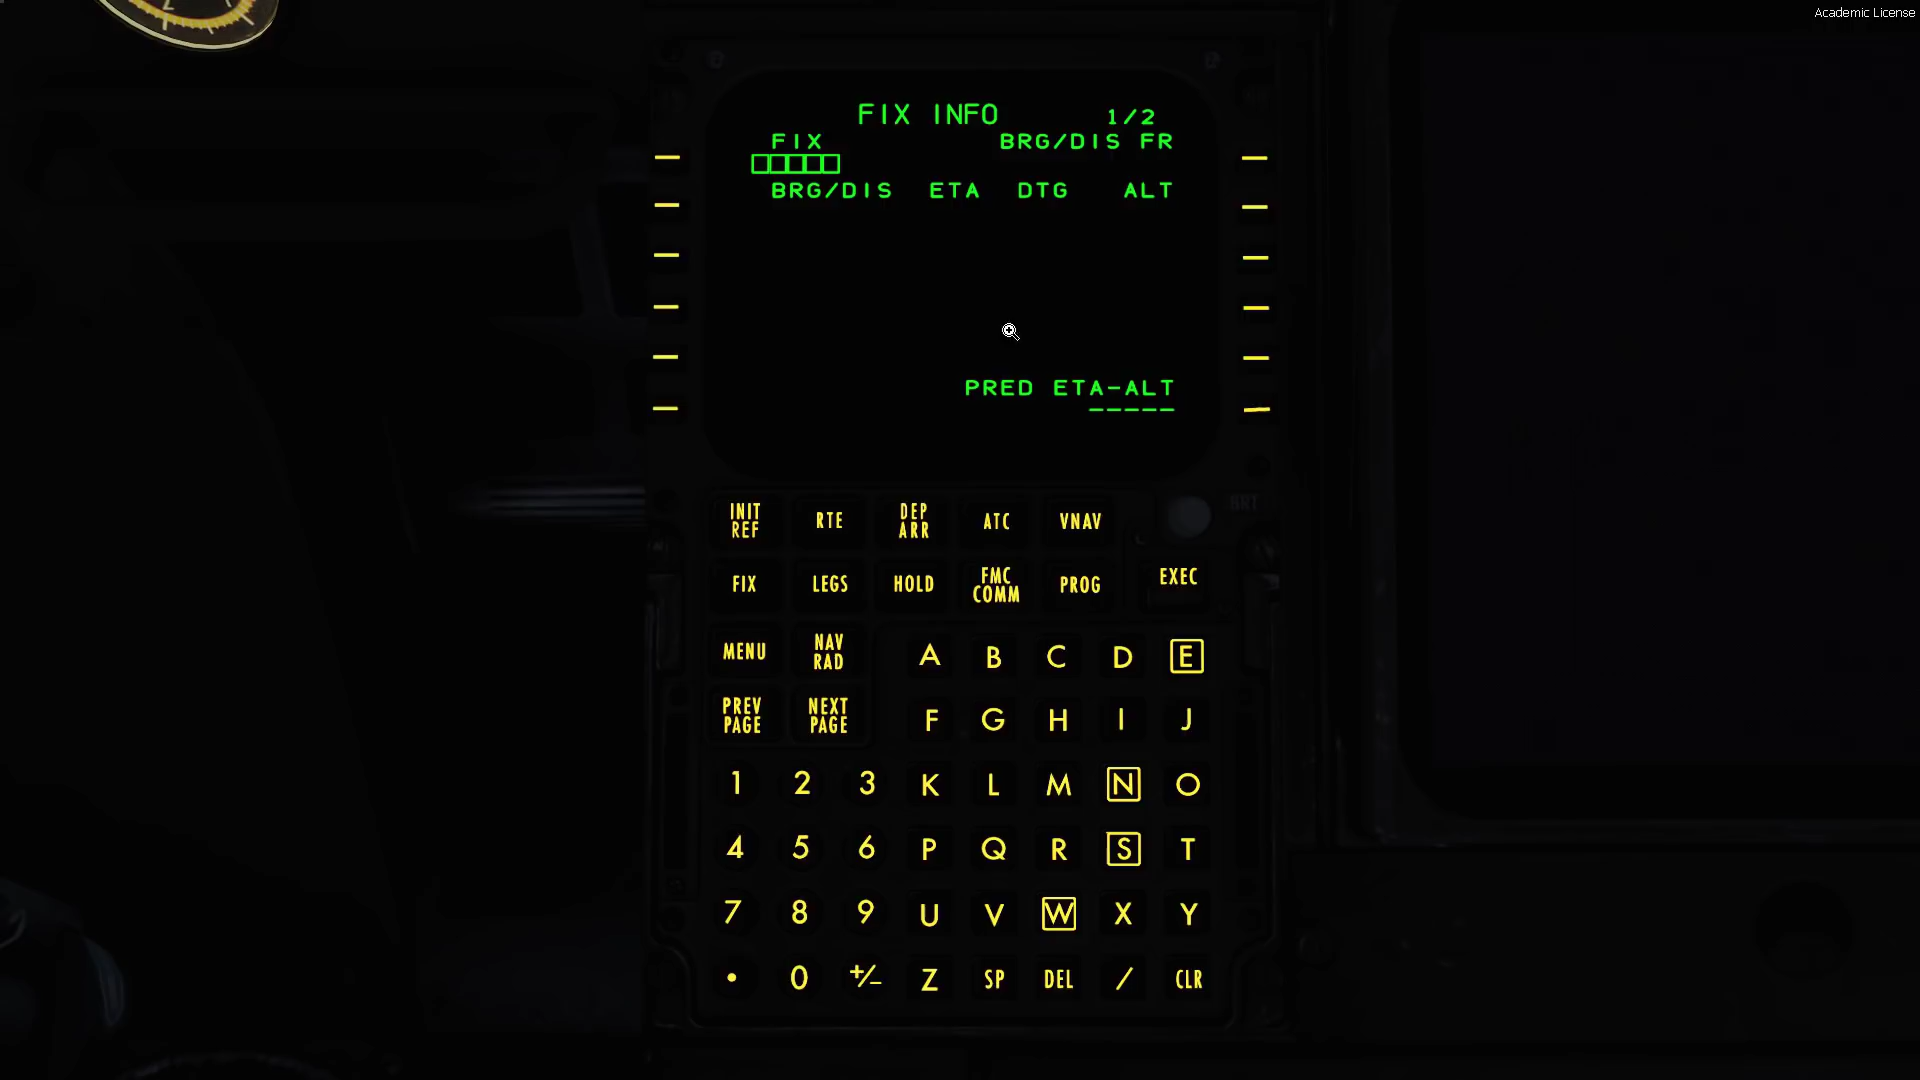 Academic License
FIX INFO 1/2
FIX BRG/DIS FR
□□□□□
BRG/DIS ETA DTG ALT
PRED ETA-ALT
-----
INIT REF RTE DEP ARR ATC VNAV
BRT
FIX LEGS HOLD FMC COMM PROG EXEC
MENU NAV RAD A B C D E
PREV PAGE NEXT PAGE F G H I J
1 2 3 K L M N O
4 5 6 P Q R S T
7 8 9 U V W X Y
. 0 +/- Z SP DEL / CLR